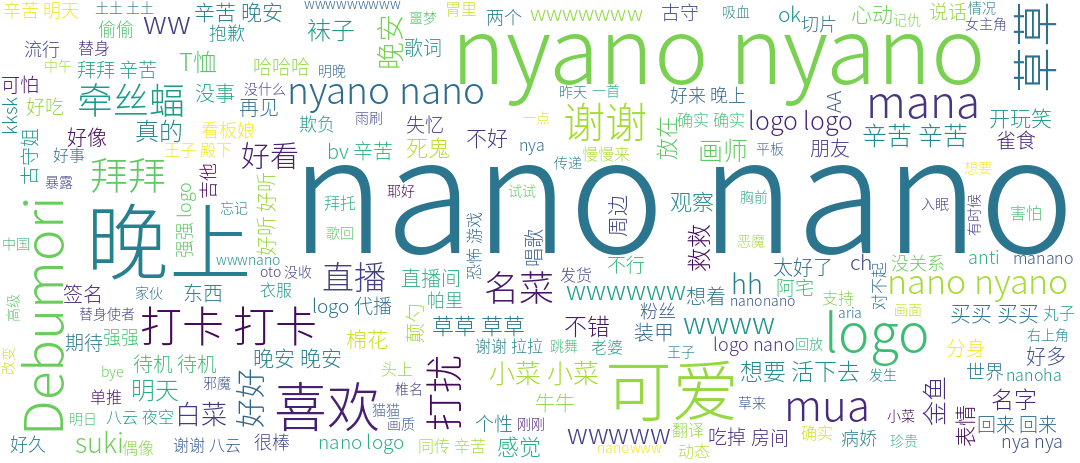 辛苦 明天
土土 土土
wwwwwwwww
噩梦
胃里
古守
ok
心动
说话
情况
偷偷
辛苦 晚安
ww
袜子
两个
wwwwwww
切片
记仇
吸血
女主角
流行
替身
抱歉
晚安
歌词
nyano nyano
草草
拜拜 辛苦
T恤
哈哈哈
中午
明晚
可怕
牵丝蝠
没事
再见
没什么
nyano nano
昨天 一首
好来 晚上
AA
mana
kksk
好吃
真的
看板娘
欺负
雨刷
失忆
不好
一点
谢谢
放在
确实 确实
logo logo
辛苦 辛苦
开玩笑
古守姐
好像
王子 殿下
好看
bv 辛苦
死鬼
nya
画师
朋友
雀食
好事
拜拜
吉他
nano nano
传递
慢慢来
平板
想要
暴露
晚上
忘记
耶好
拜托
试试
观察
胸前
入眠
有时候
害怕
Debumori
强强 logo
好听 好听
歌回
唱歌
周边
救救
恶魔
中国
wwwnano
恐怖 游戏
不行
太好了
ch
对不起
没关系
anti
manano
oto 没收
直播
直播间
名菜
发货
hh
nano nyano
高级
家伙
签名
东西
衣服
帕里
wwwwww
想着
nanonano
阿宅
支持
替身使者
logo 代播
颠勺
粉丝
wwww
aria
画面
买买 买买
丸子
期待
强强
打卡 打卡
棉花
草草 草草
不错
装甲
logo nano
回放
logo
右上角
改变
待机 待机
晚安 晚安
谢谢 拉拉
跳舞
老婆
王子
分身
好多
bye
明天
头上
打扰
小菜 小菜
可爱
想要 活下去
发生
世界
nanoha
单推
邪魔
好好
喜欢
椎名
牛牛
mua
金鱼
名字
明日
八云 夜空
白菜
猫猫
个性
刚刚
wwwww
草来
小菜
表情
回来 回来
好久
suki
偶像
谢谢 八云
很棒
画质
nano logo
同传 辛苦
感觉
nanowww
翻译
动态
吃掉 房间
确实
病娇
珍贵
nya nya